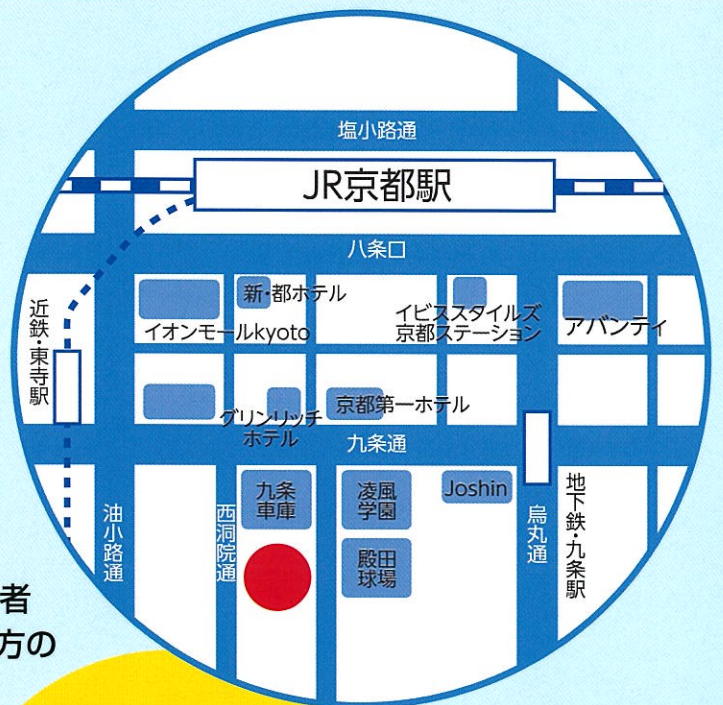 塩小路通
JR京都駅
八条口
新・都ホテル
イオンモールkyoto
イビススタイルズ
京都ステーション
アバンティ
近鉄・東寺駅
グリンリッチ
ホテル
京都第一ホテル
九条通
九条
車庫
凌風
学園
Joshin
殿田
球場
油小路通
西洞院通
烏丸通
地下鉄・九条駅
者
方の